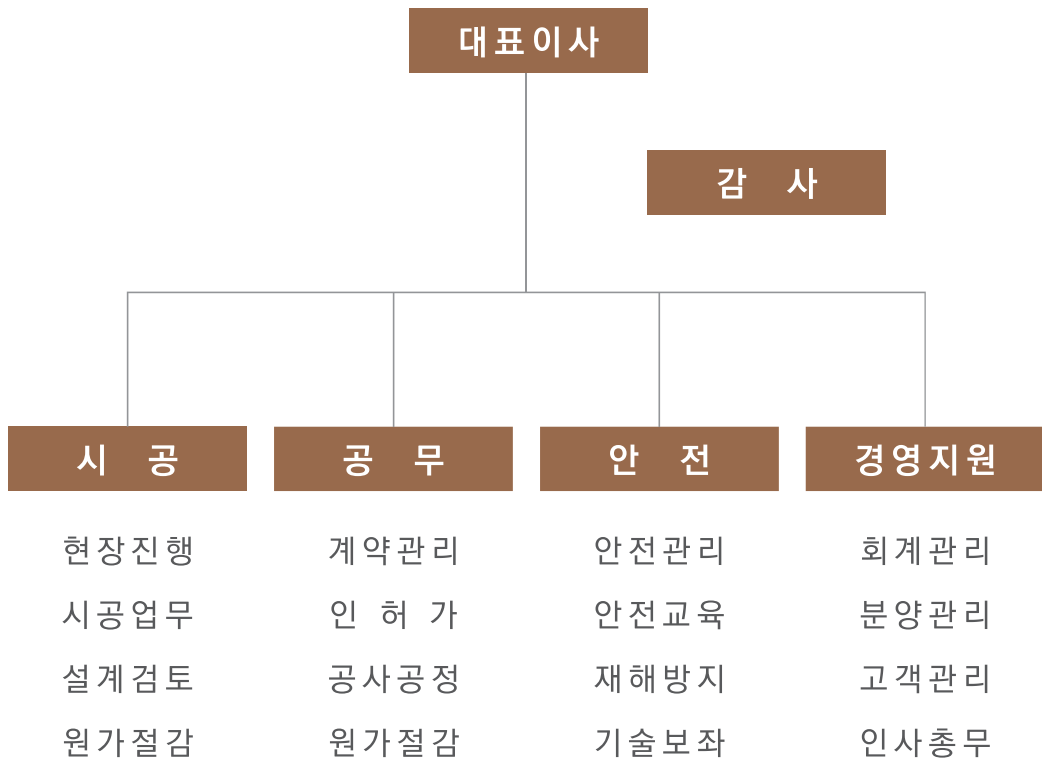 대표이사
감 사
시 공
공 무
안 전
경영지원
현장진행
시공업무
설계검토
원가절감
계약관리
인 허 가
공사공정
원가절감
안전관리
안전교육
재해방지
기술보좌
회계관리
분양관리
고객관리
인사총무